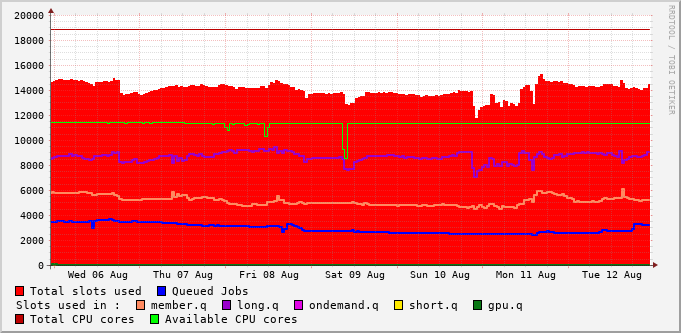 RRDTOOL / TOBI OETIKER
20000
18000
16000
14000
12000
10000
8000
6000
4000
2000
0
Wed 06 Aug Thu 07 Aug Fri 08 Aug Sat 09 Aug Sun 10 Aug Mon 11 Aug Tue 12 Aug
Total slots used Queued Jobs
Slots used in : member.q long.q ondemand.q short.q gpu.q
Total CPU cores Available CPU cores